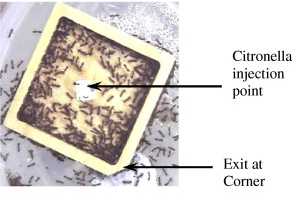 Citronella
injection
point
Exit at
Corner